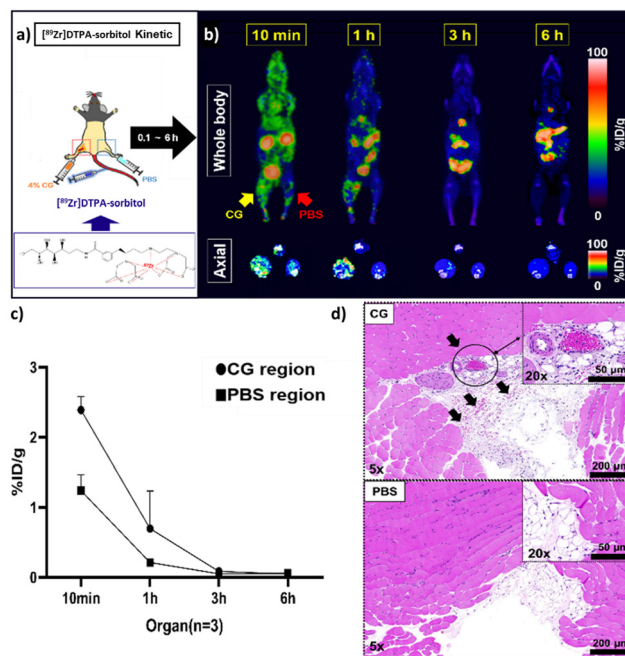 a)
[⁸⁹Zr]DTPA-sorbitol Kinetic
0.1 ~ 6 h
4% CG
PBS
[⁸⁹Zr]DTPA-sorbitol
b)
10 min
1 h
3 h
6 h
Whole body
CG
PBS
100
%ID/g
0
Axial
100
%ID/g
0
c)
3
2
1
0
%ID/g
CG region
PBS region
10min
1h
3h
6h
Organ(n=3)
d)
CG
20x
50 µm
5x
200 µm
PBS
20x
50 µm
5x
200 µm